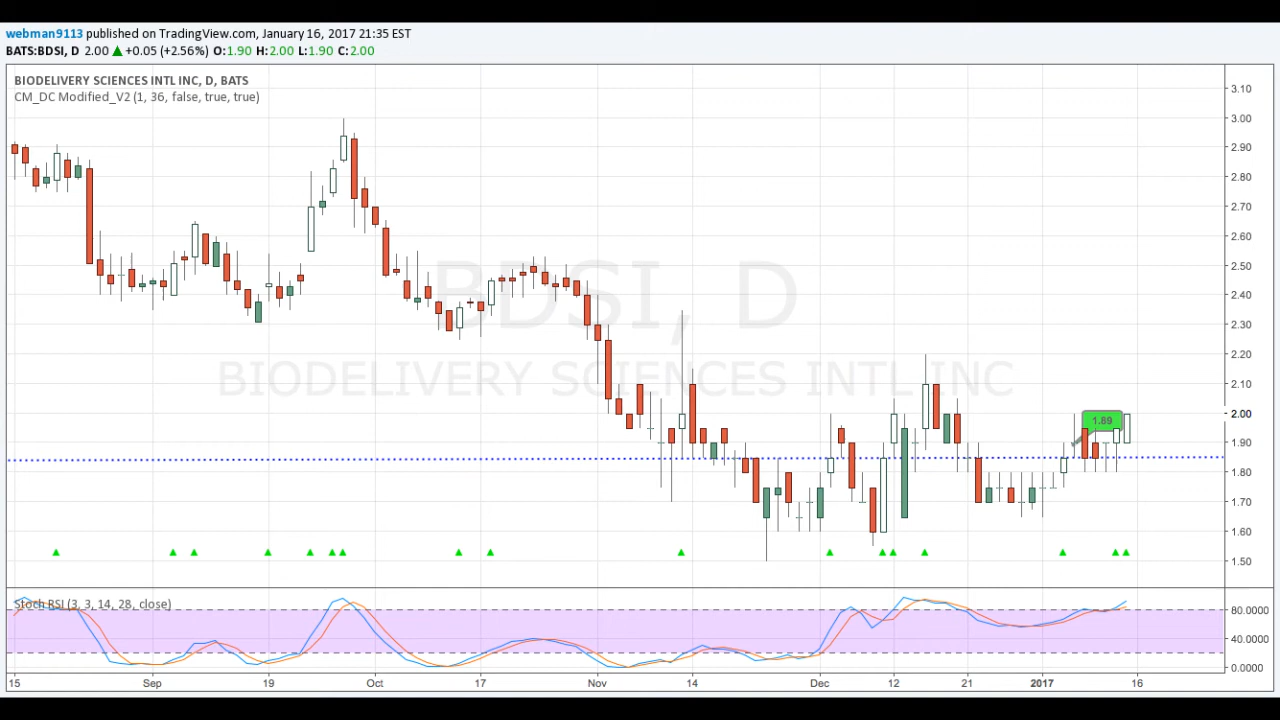 webman9113 published on TradingView.com, January 16, 2017 21:35 EST
BATS:BDSI, D 2.00 ▲ +0.05 (+2.56%) O:1.90 H:2.00 L:1.90 C:2.00
BIODELIVERY SCIENCES INTL INC, D, BATS
CM_DC Modified_V2 (1, 36, false, true, true)
3.10
3.00
2.90
2.80
2.70
2.60
2.50
2.40
2.30
2.20
2.10
2.00
1.90
1.80
1.70
1.60
1.50
BDSI, D
BIODELIVERY SCIENCES INTL INC
1.89
Stoch RSI (3, 3, 14, 28, close)
80.0000
40.0000
0.0000
15 Sep 19 Oct 17 Nov 14 Dec 12 21 2017 16